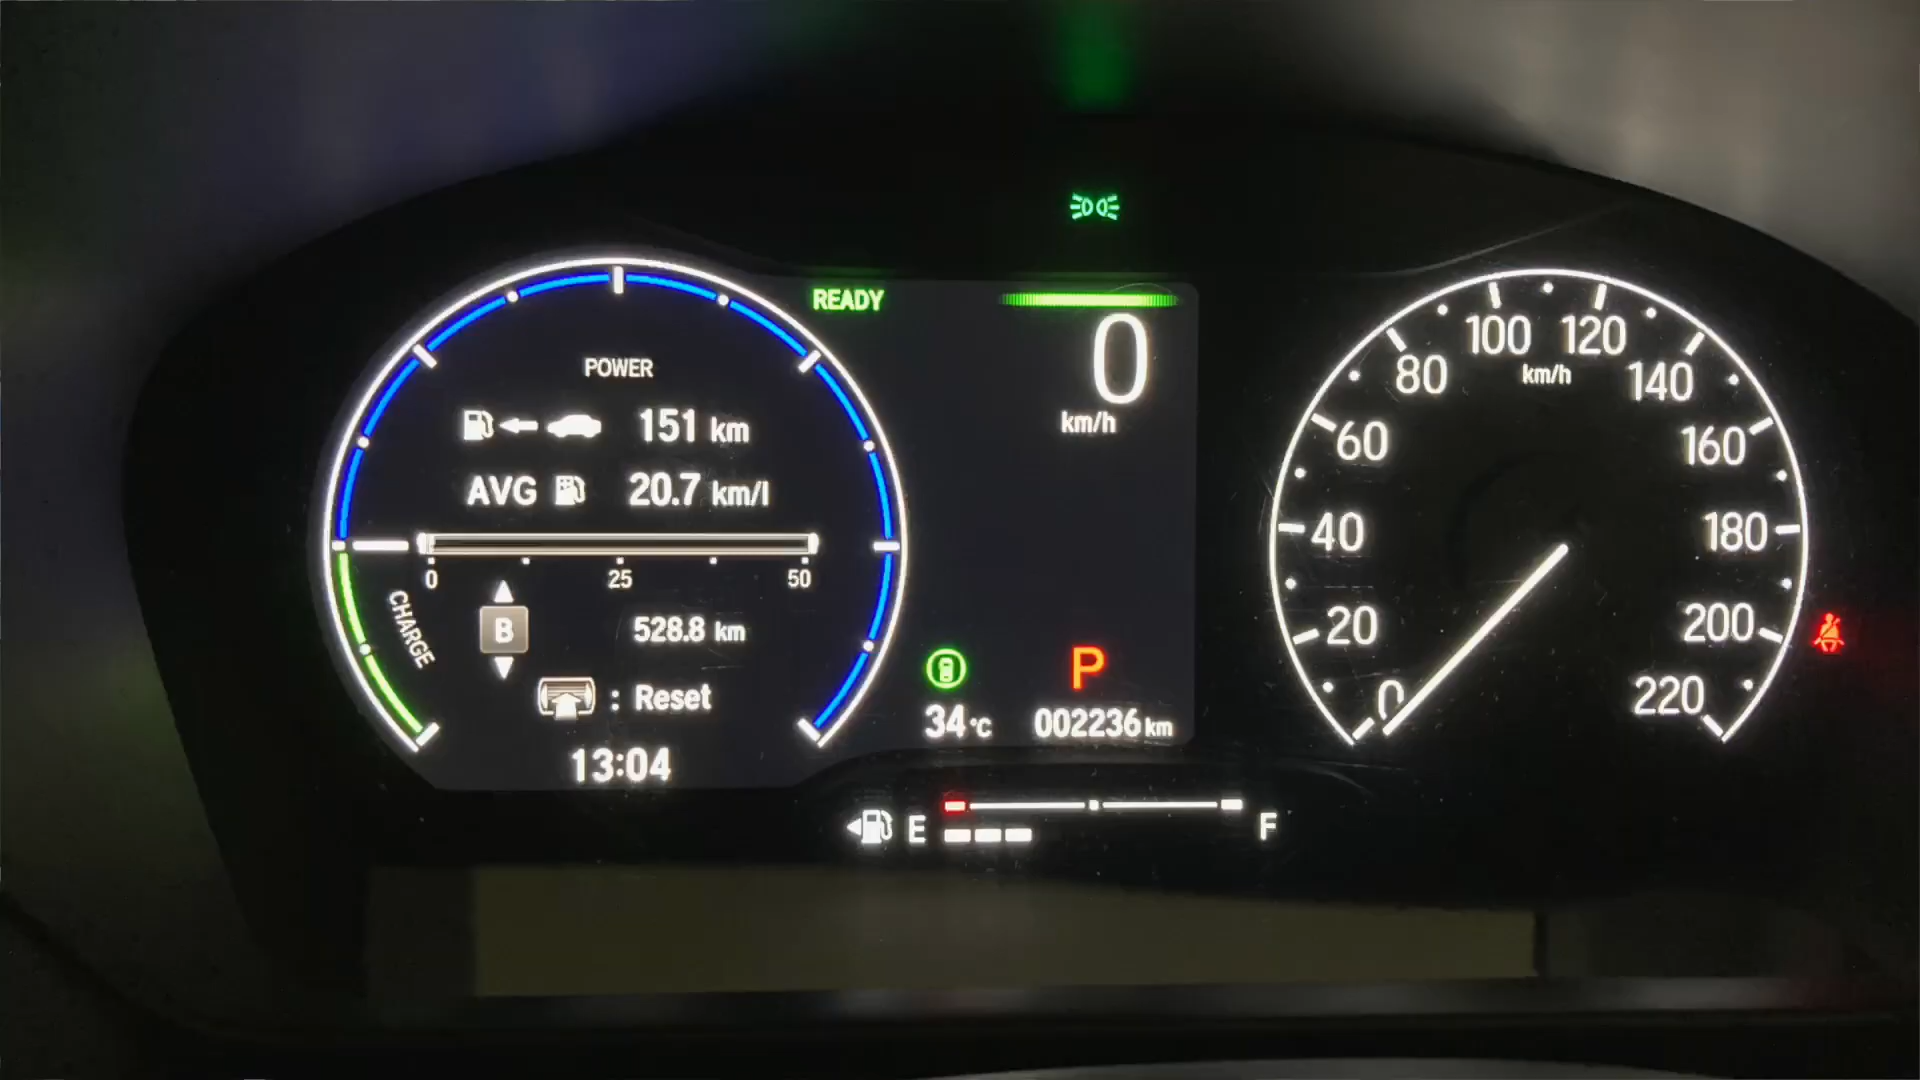 READY
0
km/h
POWER
151 km
AVG 20.7 km/l
0 25 50
CHARGE
B 528.8 km
: Reset
13:04
P
34°C 002236 km
E F
0 20 40 60 80 100 120 140 160 180 200 220
km/h